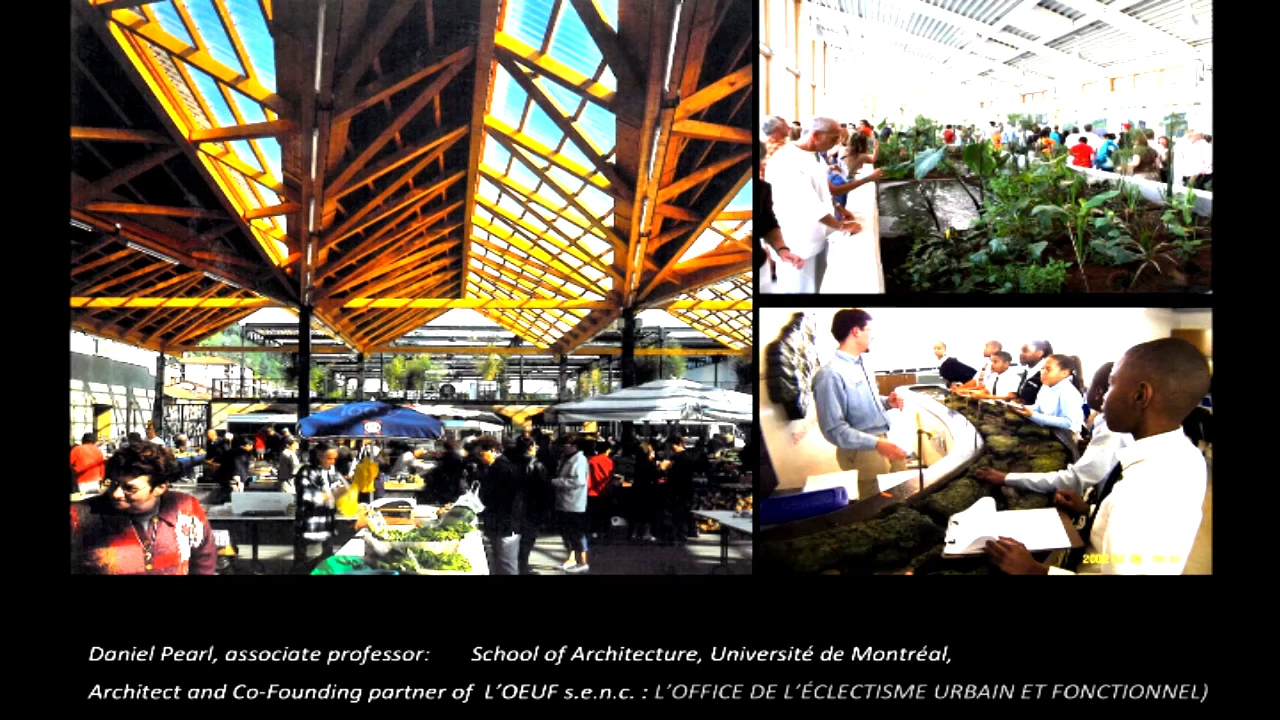 Daniel Pearl, associate professor: School of Architecture, Université de Montréal,
Architect and Co-Founding partner of L'OEUF s.e.n.c. : L'OFFICE DE L'ÉCLECTISME URBAIN ET FONCTIONNEL)